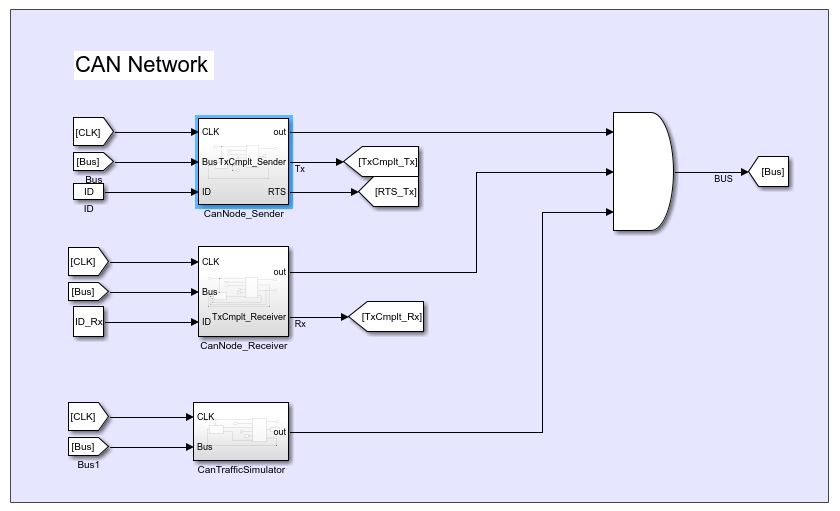 CAN Network
[CLK]
[Bus]
Bus
ID
ID
CLK
Bus
ID
out
TxCmplt_Sender
RTS
CanNode_Sender
Tx
[TxCmplt_Tx]
[RTS_Tx]
BUS
[Bus]
[CLK]
[Bus]
ID_Rx
CLK
Bus
ID
out
TxCmplt_Receiver
CanNode_Receiver
Rx
[TxCmplt_Rx]
[CLK]
[Bus]
Bus1
CLK
Bus
out
CanTrafficSimulator